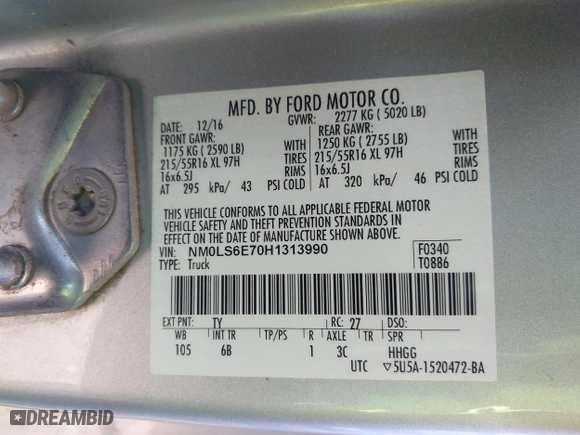 MFD. BY FORD MOTOR CO.
DATE: 12/16 GVWR: 2277 KG ( 5020 LB)
FRONT GAWR: REAR GAWR:
1175 KG ( 2590 LB) WITH 1250 KG ( 2755 LB) WITH
215/55R16 XL 97H TIRES 215/55R16 XL 97H TIRES
16x6.5J RIMS 16x6.5J RIMS
AT 295 kPa/ 43 PSI COLD AT 320 kPa/ 46 PSI COLD
THIS VEHICLE CONFORMS TO ALL APPLICABLE FEDERAL MOTOR
VEHICLE SAFETY AND THEFT PREVENTION STANDARDS IN
EFFECT ON THE DATE OF MANUFACTURE SHOWN ABOVE.
VIN: NM0LS6E70H1313990 F0340
TYPE: Truck T0886
EXT PNT: TY RC: 27 DSO:
WB INT TR TP/PS R AXLE TR SPR
105 6B 1 3C HHGG
UTC ▽5U5A-1520472-BA
DREAMBID